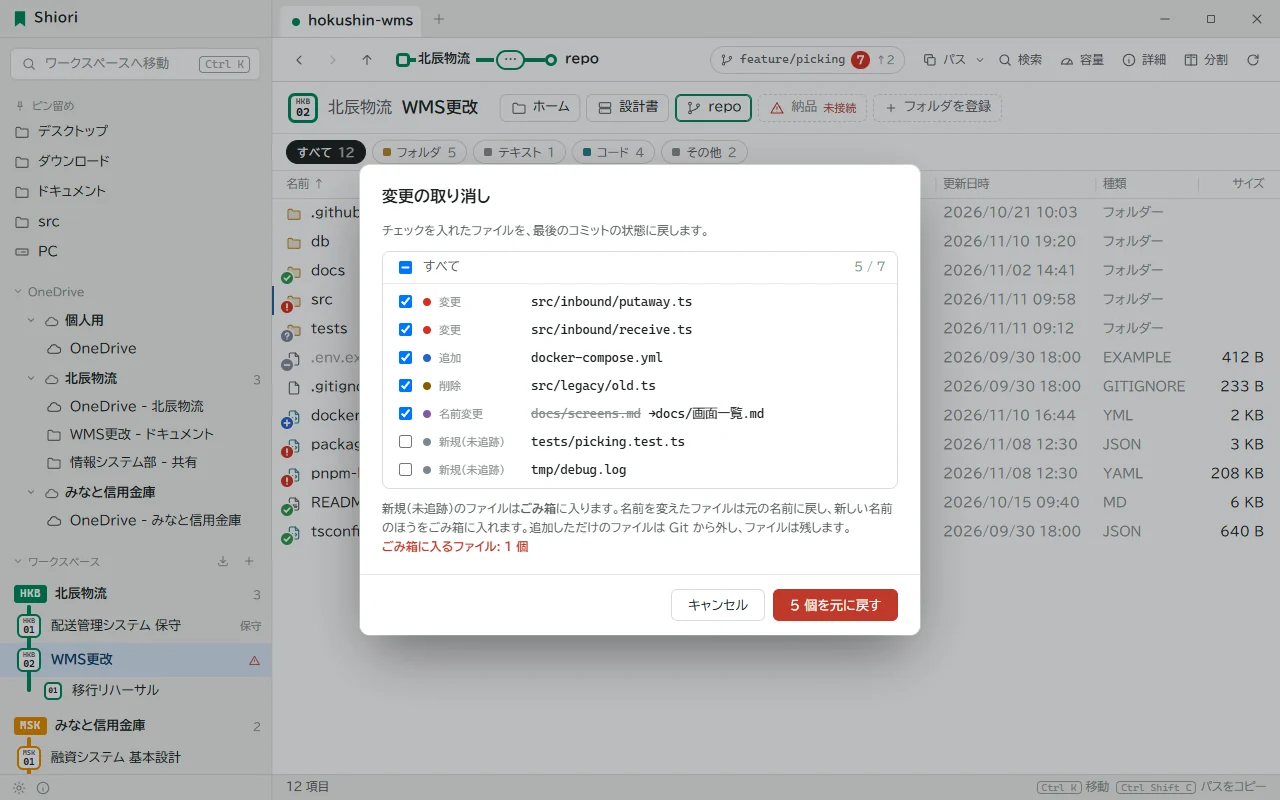 Shiori
hokushin-wms
ワークスペースへ移動 Ctrl K
北辰物流 … repo
feature/picking 7 ↑2
パス 検索 容量 詳細 分割
HKB 02 北辰物流 WMS更改 ホーム 設計書 repo 納品 未接続 + フォルダを登録
ピン留め
デスクトップ
ダウンロード
ドキュメント
src
PC
OneDrive
個人用
OneDrive
北辰物流 3
OneDrive - 北辰物流
WMS更改 - ドキュメント
情報システム部 - 共有
みなと信用金庫
OneDrive - みなと信用金庫
ワークスペース
HKB 北辰物流 3
HKB 01 配送管理システム 保守 保守
HKB 02 WMS更改
01 移行リハーサル
MSK みなと信用金庫 2
MSK 01 融資システム 基本設計
すべて 12 フォルダ 5 テキスト 1 コード 4 その他 2
名前 ↑ 更新日時 種類 サイズ
.github 2026/10/21 10:03 フォルダー
db 2026/11/10 19:20 フォルダー
docs 2026/11/02 14:41 フォルダー
src 2026/11/11 09:58 フォルダー
tests 2026/11/11 09:12 フォルダー
.env.ex 2026/09/30 18:00 EXAMPLE 412 B
.gitigno 2026/09/30 18:00 GITIGNORE 233 B
docker 2026/11/10 16:44 YML 2 KB
packag 2026/11/08 12:30 JSON 3 KB
pnpm-l 2026/11/08 12:30 YAML 208 KB
READM 2026/10/15 09:40 MD 6 KB
tsconfi 2026/09/30 18:00 JSON 640 B
変更の取り消し
チェックを入れたファイルを、最後のコミットの状態に戻します。
すべて 5 / 7
変更 src/inbound/putaway.ts
変更 src/inbound/receive.ts
追加 docker-compose.yml
削除 src/legacy/old.ts
名前変更 docs/screens.md →docs/画面一覧.md
新規(未追跡) tests/picking.test.ts
新規(未追跡) tmp/debug.log
新規(未追跡)のファイルはごみ箱に入ります。名前を変えたファイルは元の名前に戻し、新しい名前
のほうをごみ箱に入れます。追加しただけのファイルは Git から外し、ファイルは残します。
ごみ箱に入るファイル: 1 個
キャンセル 5 個を元に戻す
12 項目
Ctrl K 移動 Ctrl Shift C パスをコピー